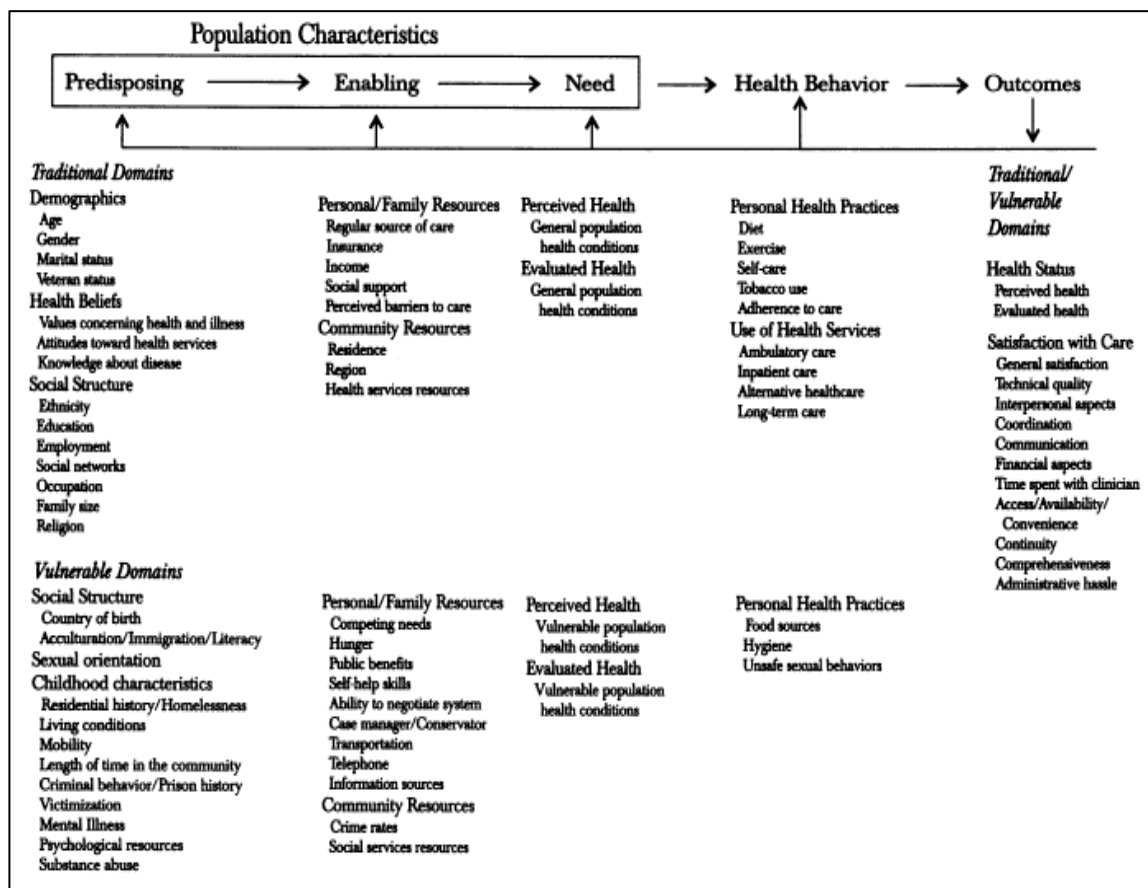 Population Characteristics
Predisposing
Enabling
Need
Health Behavior
Outcomes
Traditional Domains
Demographics
Age
Gender
Marital status
Veteran status
Health Beliefs
Values concerning health and illness
Attitudes toward health services
Knowledge about disease
Social Structure
Ethnicity
Education
Employment
Social networks
Occupation
Family size
Religion
Personal/Family Resources
Regular source of care
Insurance
Income
Social support
Perceived barriers to care
Community Resources
Residence
Region
Health services resources
Perceived Health
General population
health conditions
Evaluated Health
General population
health conditions
Personal Health Practices
Diet
Exercise
Self-care
Tobacco use
Adherence to care
Use of Health Services
Ambulatory care
Inpatient care
Alternative healthcare
Long-term care
Traditional/
Vulnerable
Domains
Health Status
Perceived health
Evaluated health
Satisfaction with Care
General satisfaction
Technical quality
Interpersonal aspects
Coordination
Communication
Financial aspects
Time spent with clinician
Access/Availability/
Convenience
Continuity
Comprehensiveness
Administrative hassle
Vulnerable Domains
Social Structure
Country of birth
Acculturation/Immigration/Literacy
Sexual orientation
Childhood characteristics
Residential history/Homelessness
Living conditions
Mobility
Length of time in the community
Criminal behavior/Prison history
Victimization
Mental Illness
Psychological resources
Substance abuse
Personal/Family Resources
Competing needs
Hunger
Public benefits
Self-help skills
Ability to negotiate system
Case manager/Conservator
Transportation
Telephone
Information sources
Community Resources
Crime rates
Social services resources
Perceived Health
Vulnerable population
health conditions
Evaluated Health
Vulnerable population
health conditions
Personal Health Practices
Food sources
Hygiene
Unsafe sexual behaviors